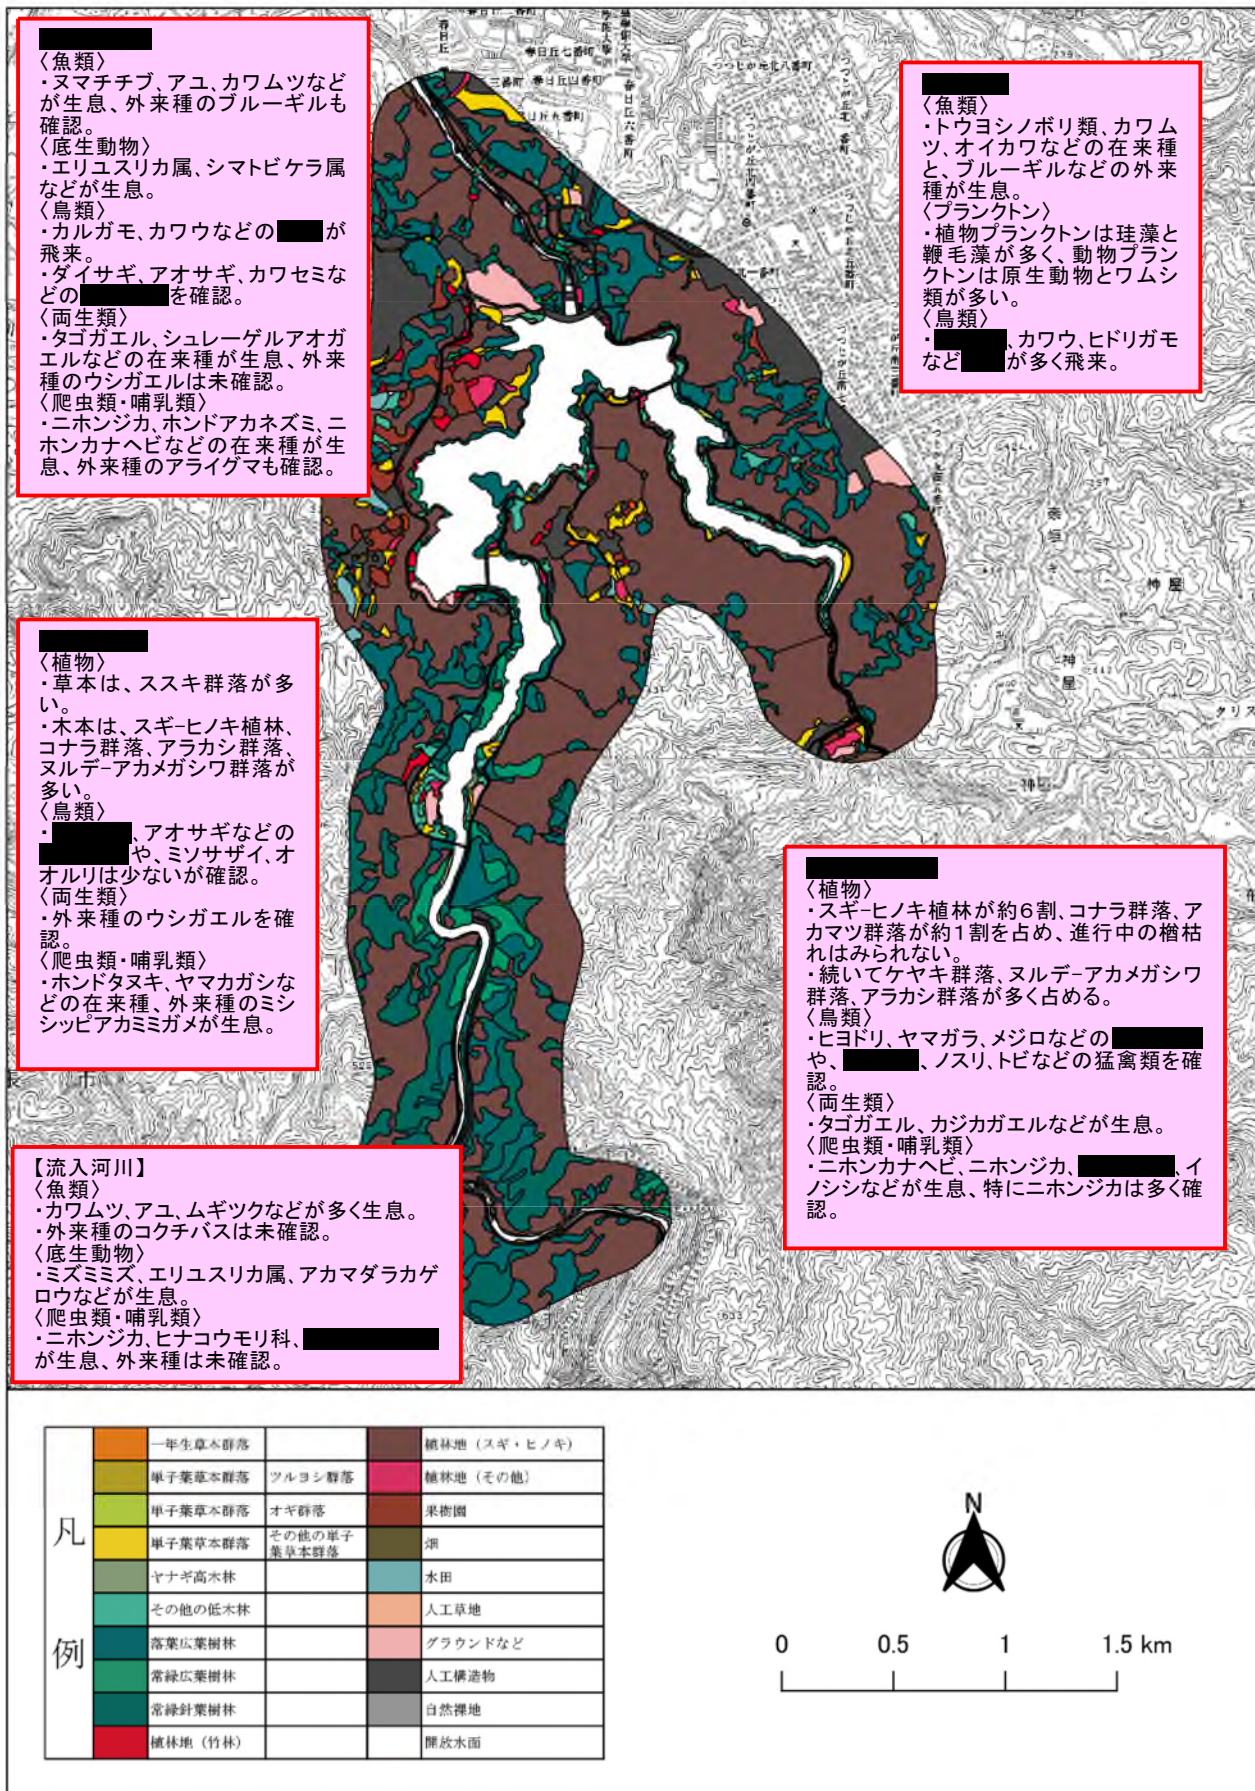 〈魚類〉
・ヌマチチブ、アユ、カワムツなど
が生息、外来種のブルーギルも
確認。
〈底生動物〉
・エリユスリカ属、シマトビケラ属
などが生息。
〈鳥類〉
・カルガモ、カワウなどの が
飛来。
・ダイサギ、アオサギ、カワセミな
どの を確認。
〈両生類〉
・タゴガエル、シュレーゲルアオガ
エルなどの在来種が生息、外来
種のウシガエルは未確認。
〈爬虫類・哺乳類〉
・ニホンジカ、ホンドアカネズミ、ニ
ホンカナヘビなどの在来種が生
息、外来種のアライグマも確認。
〈魚類〉
・トウヨシノボリ類、カワム
ツ、オイカワなどの在来種
と、ブルーギルなどの外来
種が生息。
〈プランクトン〉
・植物プランクトンは珪藻と
鞭毛藻が多く、動物プラン
クトンは原生動物とワムシ
類が多い。
〈鳥類〉
・ 、カワウ、ヒドリガモ
など が多く飛来。
〈植物〉
・草本は、ススキ群落が多
い。
・木本は、スギ-ヒノキ植林、
コナラ群落、アラカシ群落、
ヌルデ-アカメガシワ群落が
多い。
〈鳥類〉
・ 、アオサギなどの
や、ミソサザイ、オ
オルリは少ないが確認。
〈両生類〉
・外来種のウシガエルを確
認。
〈爬虫類・哺乳類〉
・ホンドタヌキ、ヤマカガシな
どの在来種、外来種のミシ
シッピアカミミガメが生息。
〈植物〉
・スギ-ヒノキ植林が約6割、コナラ群落、ア
カマツ群落が約1割を占め、進行中の楢枯
れはみられない。
・続いてケヤキ群落、ヌルデ-アカメガシワ
群落、アラカシ群落が多く占める。
〈鳥類〉
・ヒヨドリ、ヤマガラ、メジロなどの
や、 、ノスリ、トビなどの猛禽類を確
認。
〈両生類〉
・タゴガエル、カジカガエルなどが生息。
〈爬虫類・哺乳類〉
・ニホンカナヘビ、ニホンジカ、 、イ
ノシシなどが生息、特にニホンジカは多く確
認。
【流入河川】
〈魚類〉
・カワムツ、アユ、ムギツクなどが多く生息。
・外来種のコクチバスは未確認。
〈底生動物〉
・ミズミミズ、エリユスリカ属、アカマダラカゲ
ロウなどが生息。
〈爬虫類・哺乳類〉
・ニホンジカ、ヒナコウモリ科、
が生息、外来種は未確認。
春日丘七番町
春日丘四番町
春日丘六番町
つつじが丘北八番町
神屋
神屋
市
凡例
一年生草本群落
単子葉草本群落 ツルヨシ群落
単子葉草本群落 オギ群落
単子葉草本群落 その他の単子
葉草本群落
ヤナギ高木林
その他の低木林
落葉広葉樹林
常緑広葉樹林
常緑針葉樹林
植林地（竹林）
植林地（スギ・ヒノキ）
植林地（その他）
果樹園
畑
水田
人工草地
グラウンドなど
人工構造物
自然裸地
開放水面
N
0 0.5 1 1.5 km